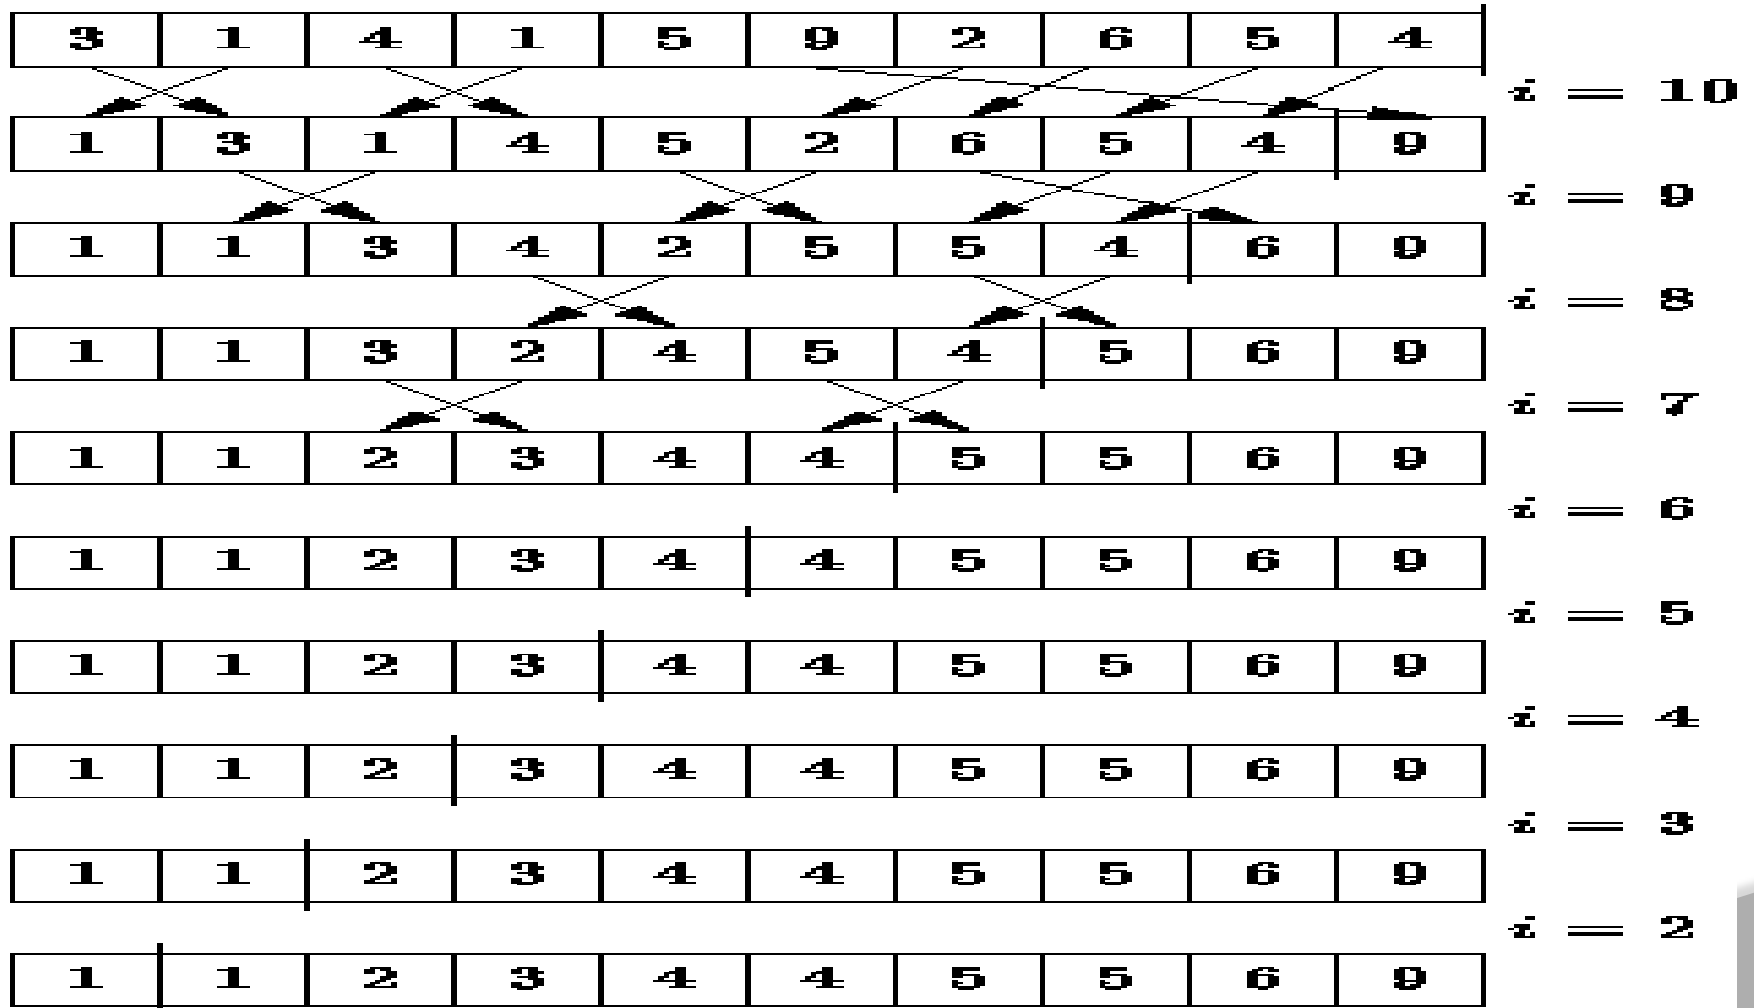 3 1 4 1 5 9 2 6 5 4
i = 10
1 3 1 4 5 2 6 5 4 9
i = 9
1 1 3 4 2 5 5 4 6 9
i = 8
1 1 3 2 4 5 4 5 6 9
i = 7
1 1 2 3 4 4 5 5 6 9
i = 6
1 1 2 3 4 4 5 5 6 9
i = 5
1 1 2 3 4 4 5 5 6 9
i = 4
1 1 2 3 4 4 5 5 6 9
i = 3
1 1 2 3 4 4 5 5 6 9
i = 2
1 1 2 3 4 4 5 5 6 9